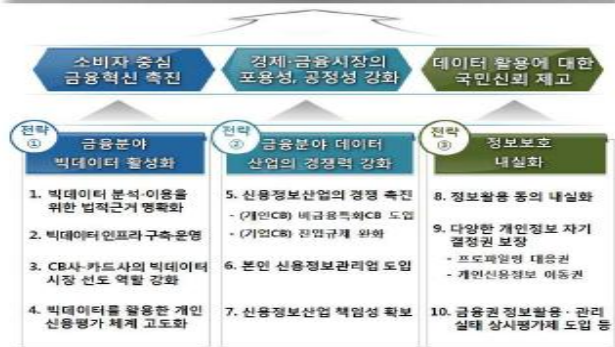 소비자 중심
금융혁신 촉진
경제·금융시장의
포용성, 공정성 강화
데이터 활용에 대한
국민신뢰 제고
전략
①
금융분야
빅데이터 활성화
1. 빅데이터 분석·이용을
위한 법적근거 명확화
2. 빅데이터 인프라 구축·운영
3. CB사·카드사의 빅데이터
시장 선도 역할 강화
4. 빅데이터를 활용한 개인
신용평가 체계 고도화
전략
②
금융분야 데이터
산업의 경쟁력 강화
5. 신용정보산업의 경쟁 촉진
- (개인CB) 비금융특화CB 도입
- (기업CB) 진입규제 완화
6. 본인 신용정보관리업 도입
7. 신용정보산업 책임성 확보
전략
③
정보보호
내실화
8. 정보활용 동의 내실화
9. 다양한 개인정보 자기
결정권 보장
- 프로파일링 대응권
- 개인신용정보 이동권
10. 금융권 정보활용·관리
실태 상시평가제 도입 등